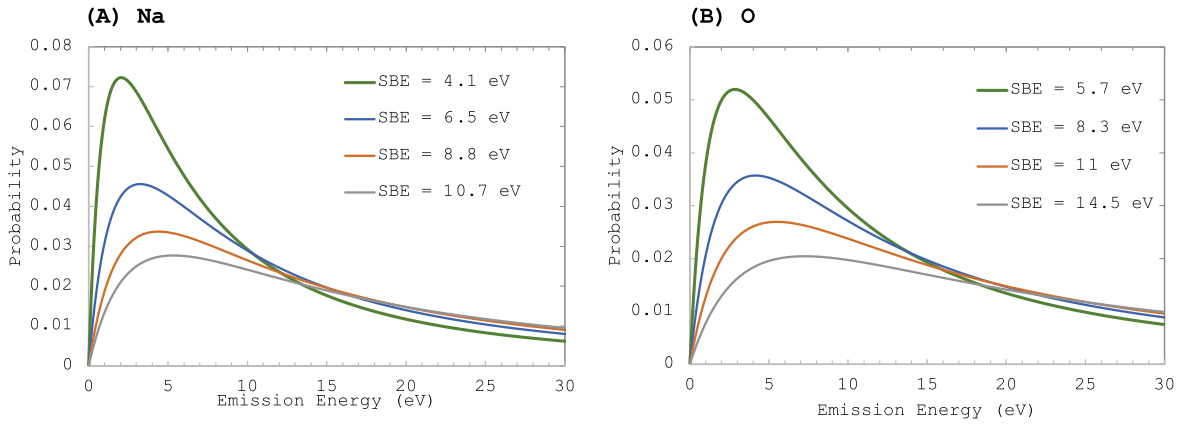 (A) Na
0.08
0.07
0.06
0.05
0.04
0.03
0.02
0.01
0
Probability
0 5 10 15 20 25 30
Emission Energy (eV)
SBE = 4.1 eV
SBE = 6.5 eV
SBE = 8.8 eV
SBE = 10.7 eV
(B) O
0.06
0.05
0.04
0.03
0.02
0.01
0.00
Probability
0 5 10 15 20 25 30
Emission Energy (eV)
SBE = 5.7 eV
SBE = 8.3 eV
SBE = 11 eV
SBE = 14.5 eV